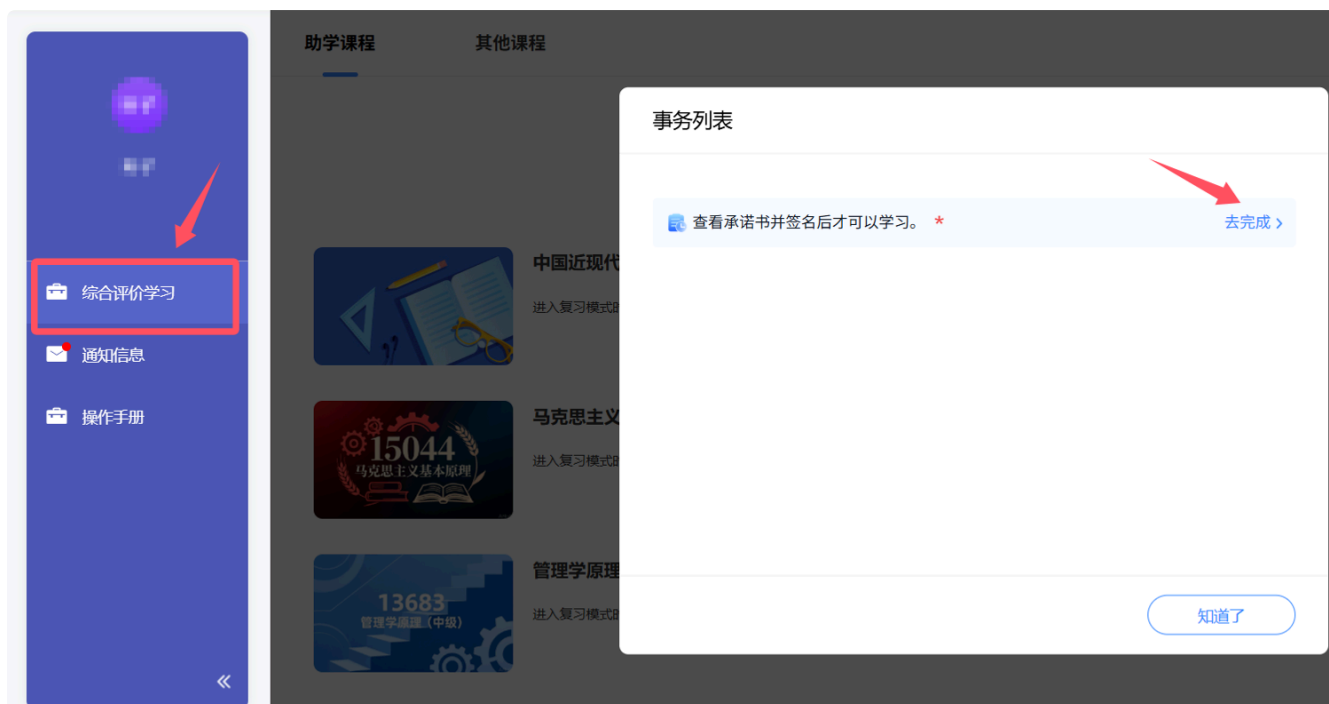 助学课程
其他课程
综合评价学习
通知信息
操作手册
中国近现代
进入复习模式
15044
马克思主义基本原理
马克思主义
进入复习模式
13683
管理学原理（中级）
管理学原理
进入复习模式
事务列表
查看承诺书并签名后才可以学习。 *
去完成 >
知道了